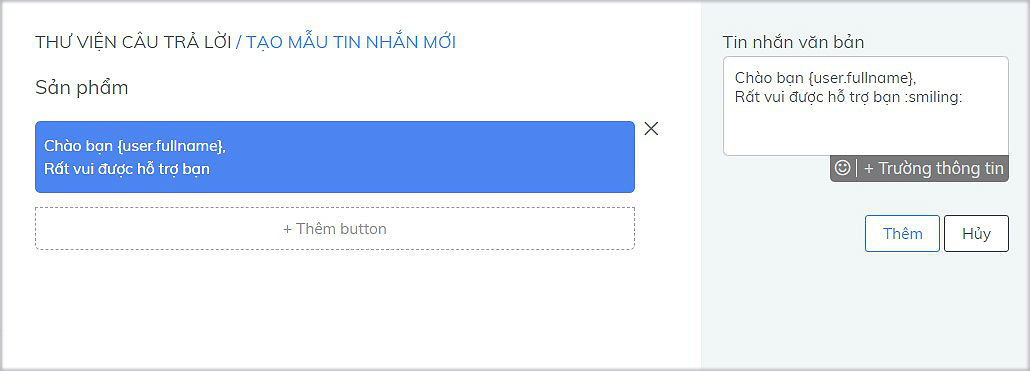 THƯ VIỆN CÂU TRẢ LỜI / TẠO MẪU TIN NHẮN MỚI
Sản phẩm
Chào bạn {user.fullname},
Rất vui được hỗ trợ bạn
+ Thêm button
Tin nhắn văn bản
Chào bạn {user.fullname},
Rất vui được hỗ trợ bạn :smiling:
+ Trường thông tin
Thêm
Hủy